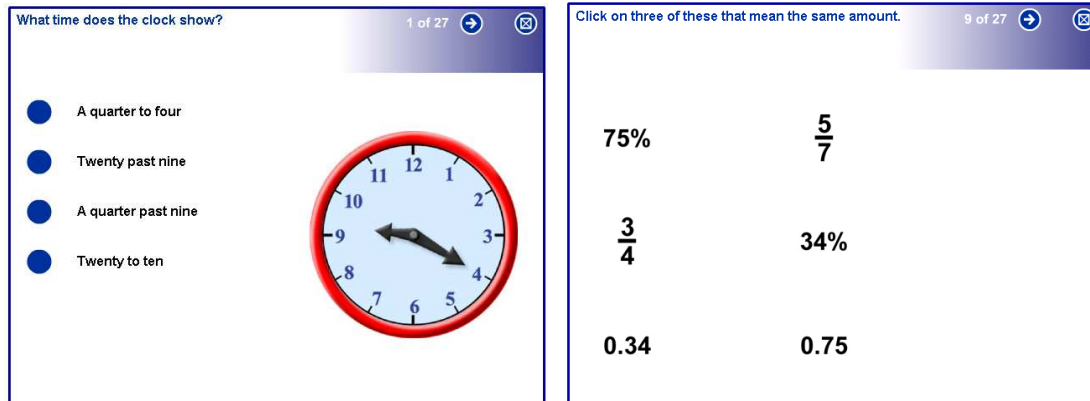 What time does the clock show?
1 of 27
A quarter to four
Twenty past nine
A quarter past nine
Twenty to ten
12
1
2
3
4
5
6
7
8
9
10
11
Click on three of these that mean the same amount.
9 of 27
75%
5
7
3
4
34%
0.34
0.75